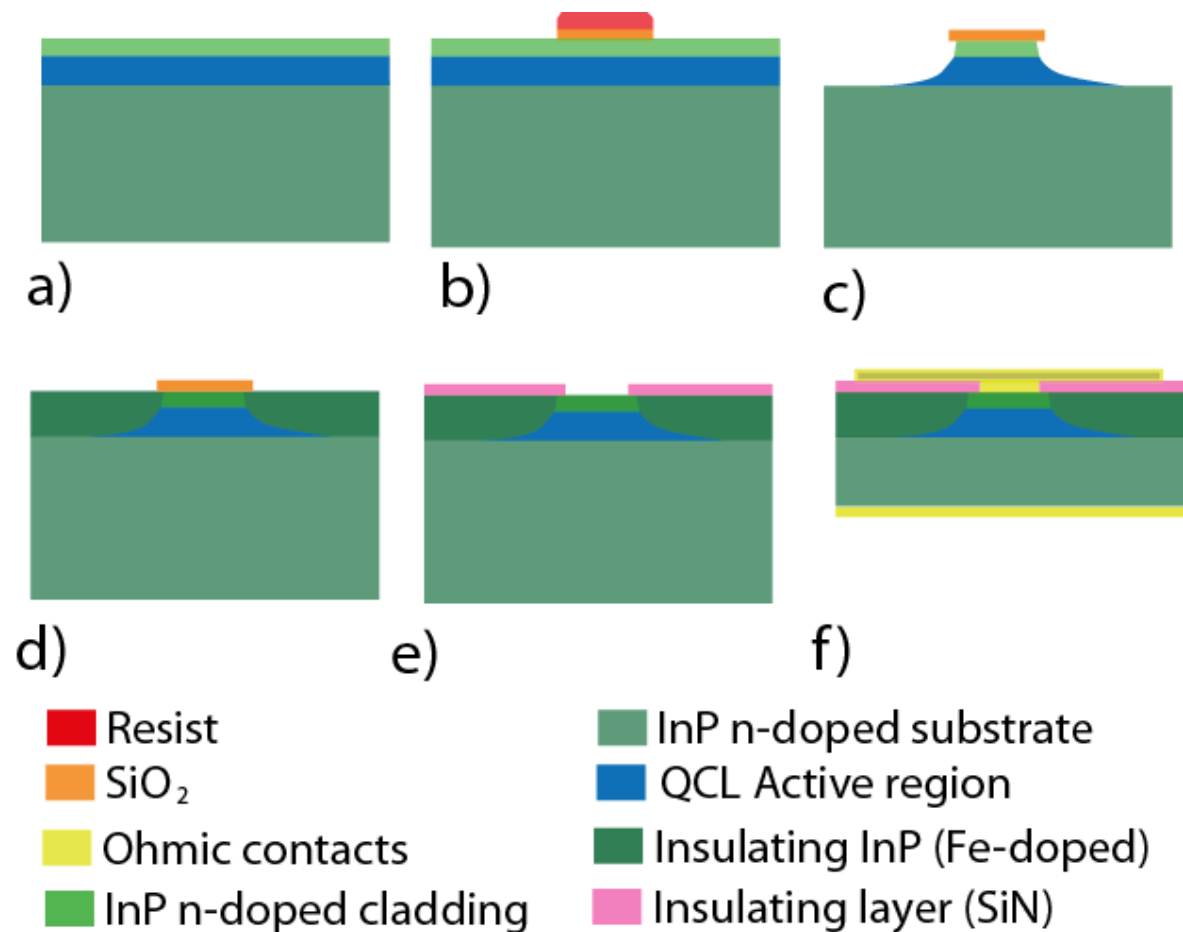 a)
b)
c)
d)
e)
f)
Resist
SiO₂
Ohmic contacts
InP n-doped cladding
InP n-doped substrate
QCL Active region
Insulating InP (Fe-doped)
Insulating layer (SiN)